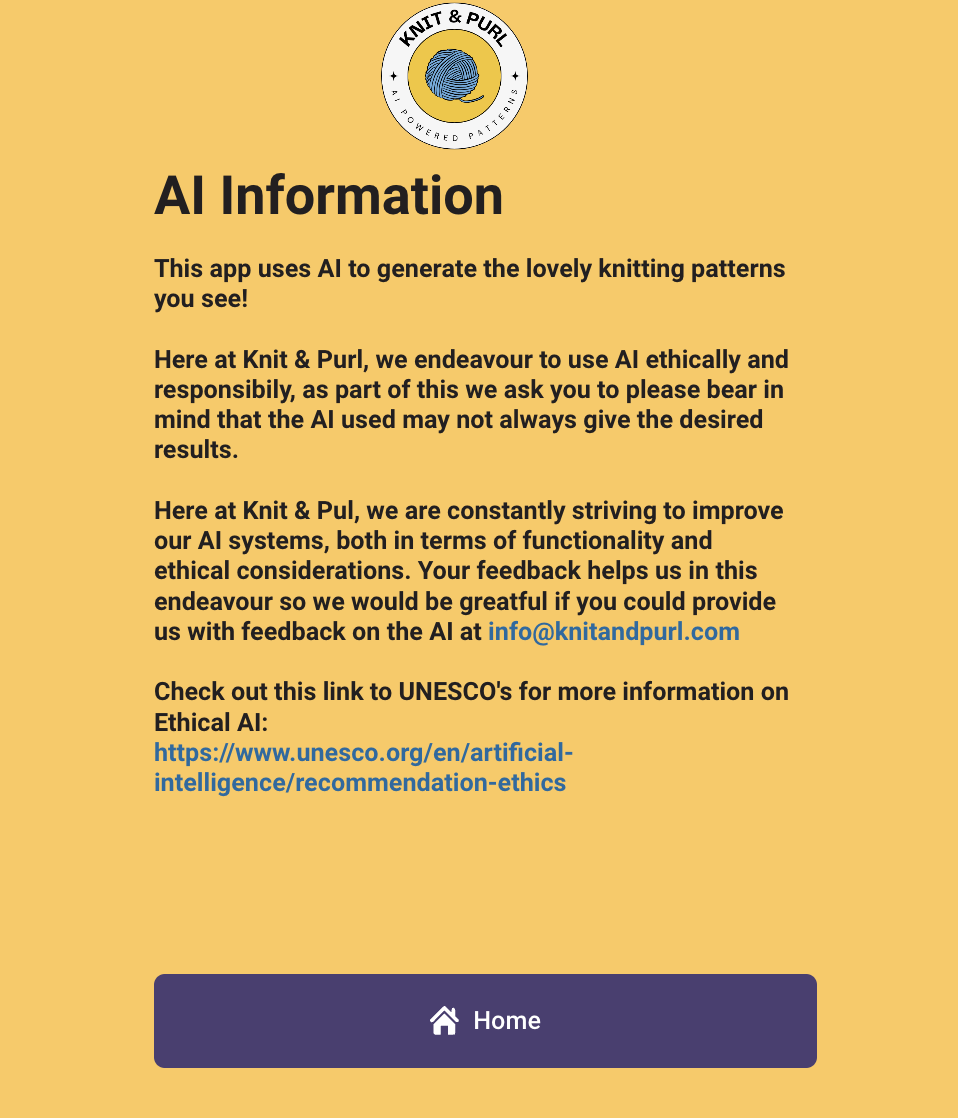 KNIT & PURL
AI POWERED PATTERNS
AI Information
This app uses AI to generate the lovely knitting patterns
you see!
Here at Knit & Purl, we endeavour to use AI ethically and
responsibily, as part of this we ask you to please bear in
mind that the AI used may not always give the desired
results.
Here at Knit & Pul, we are constantly striving to improve
our AI systems, both in terms of functionality and
ethical considerations. Your feedback helps us in this
endeavour so we would be greatful if you could provide
us with feedback on the AI at info@knitandpurl.com
Check out this link to UNESCO's for more information on
Ethical AI:
https://www.unesco.org/en/artificial-
intelligence/recommendation-ethics
Home